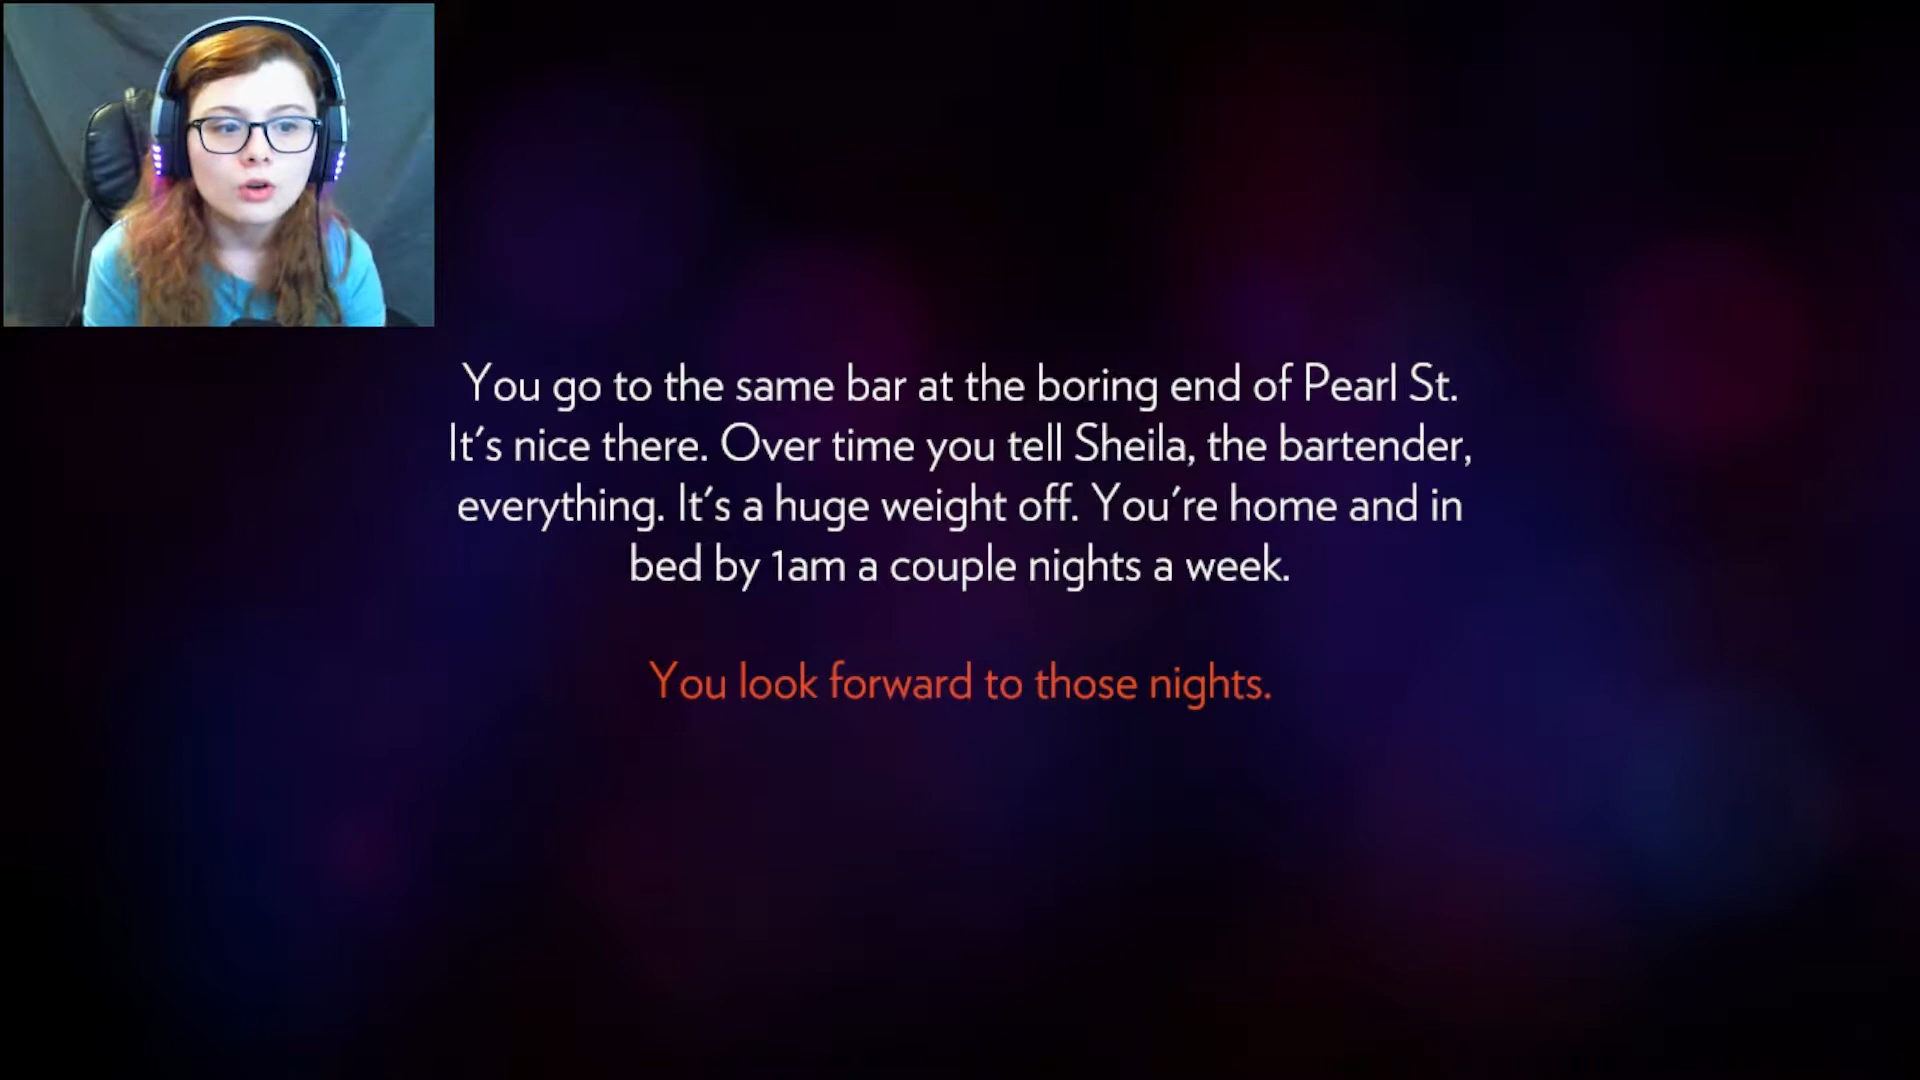 You go to the same bar at the boring end of Pearl St.
It's nice there. Over time you tell Sheila, the bartender,
everything. It's a huge weight off. You're home and in
bed by 1am a couple nights a week.
You look forward to those nights.